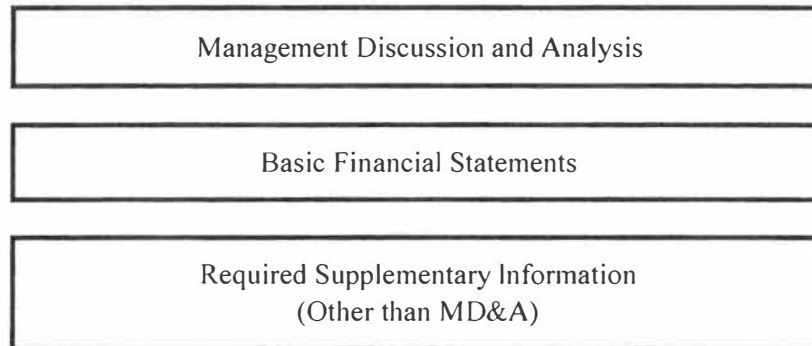 Management Discussion and Analysis
Basic Financial Statements
Required Supplementary Information
(Other than MD&A)